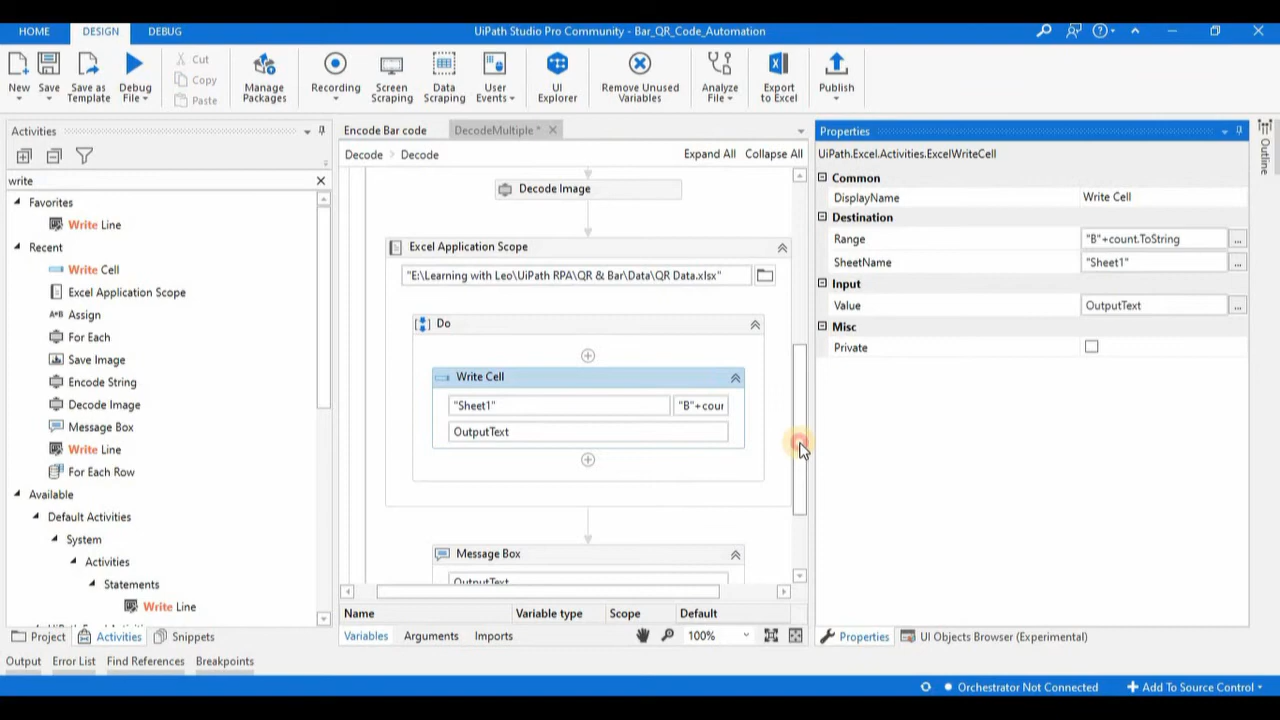 HOME DESIGN DEBUG UiPath Studio Pro Community - Bar_QR_Code_Automation
New Save Save as Template Debug File Cut Copy Paste Manage Packages Recording Screen Scraping Data Scraping User Events UI Explorer Remove Unused Variables Analyze File Export to Excel Publish
Activities
write
Favorites
Write Line
Recent
Write Cell
Excel Application Scope
Assign
For Each
Save Image
Encode String
Decode Image
Message Box
Write Line
For Each Row
Available
Default Activities
System
Activities
Statements
Write Line
Project Activities Snippets
Encode Bar code DecodeMultiple *
Decode Decode Expand All Collapse All
Decode Image
Excel Application Scope
"E:\Learning with Leo\UiPath RPA\QR & Bar\Data\QR Data.xlsx"
Do
Write Cell
"Sheet1" "B"+cour
OutputText
Message Box
OutputText
Name Variable type Scope Default
Variables Arguments Imports 100%
Properties
UiPath.Excel.Activities.ExcelWriteCell
Common
DisplayName Write Cell
Destination
Range "B"+count.ToString ...
SheetName "Sheet1" ...
Input
Value OutputText ...
Misc
Private
Properties UI Objects Browser (Experimental)
Outline
Output Error List Find References Breakpoints
Orchestrator Not Connected Add To Source Control